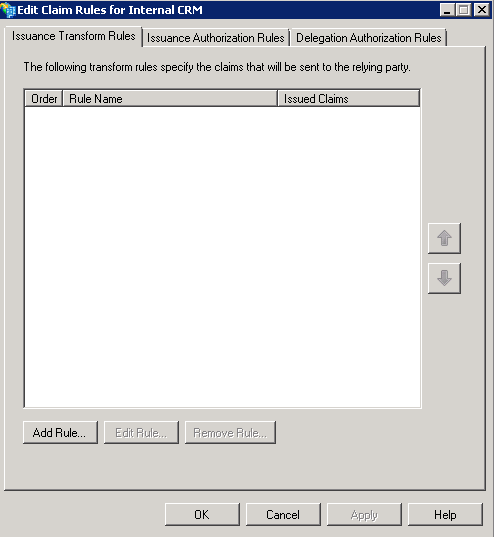 Edit Claim Rules for Internal CRM
Issuance Transform Rules Issuance Authorization Rules Delegation Authorization Rules
The following transform rules specify the claims that will be sent to the relying party.
Order Rule Name Issued Claims
Add Rule... Edit Rule... Remove Rule...
OK Cancel Apply Help